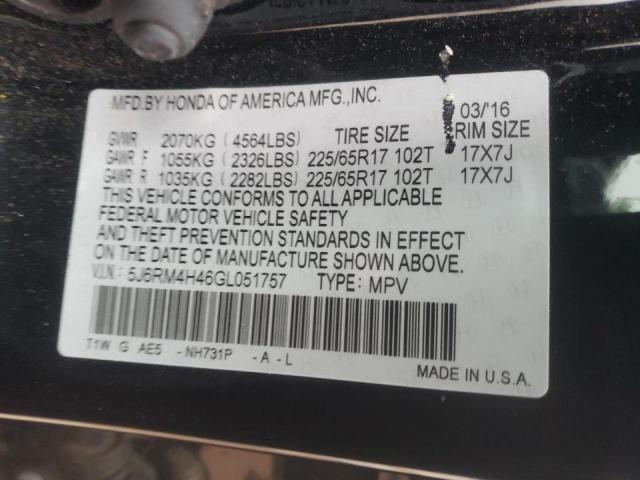 MFD.BY HONDA OF AMERICA MFG.,INC. 03/'16
GVWR 2070KG (4564LBS) TIRE SIZE RIM SIZE
GAWR F 1055KG (2326LBS) 225/65R17 102T 17X7J
GAWR R 1035KG (2282LBS) 225/65R17 102T 17X7J
THIS VEHICLE CONFORMS TO ALL APPLICABLE
FEDERAL MOTOR VEHICLE SAFETY
AND THEFT PREVENTION STANDARDS IN EFFECT
ON THE DATE OF MANUFACTURE SHOWN ABOVE.
V.I.N.: 5J6RM4H46GL051757 TYPE: MPV
T1W G AE5 -NH731P -A-L
MADE IN U.S.A.